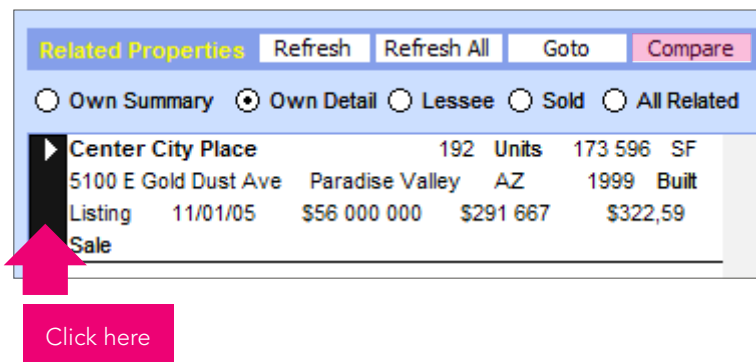 Related Properties Refresh Refresh All Goto Compare
Own Summary Own Detail Lessee Sold All Related
Center City Place 192 Units 173 596 SF
5100 E Gold Dust Ave Paradise Valley AZ 1999 Built
Listing 11/01/05 $56 000 000 $291 667 $322,59
Sale
Click here